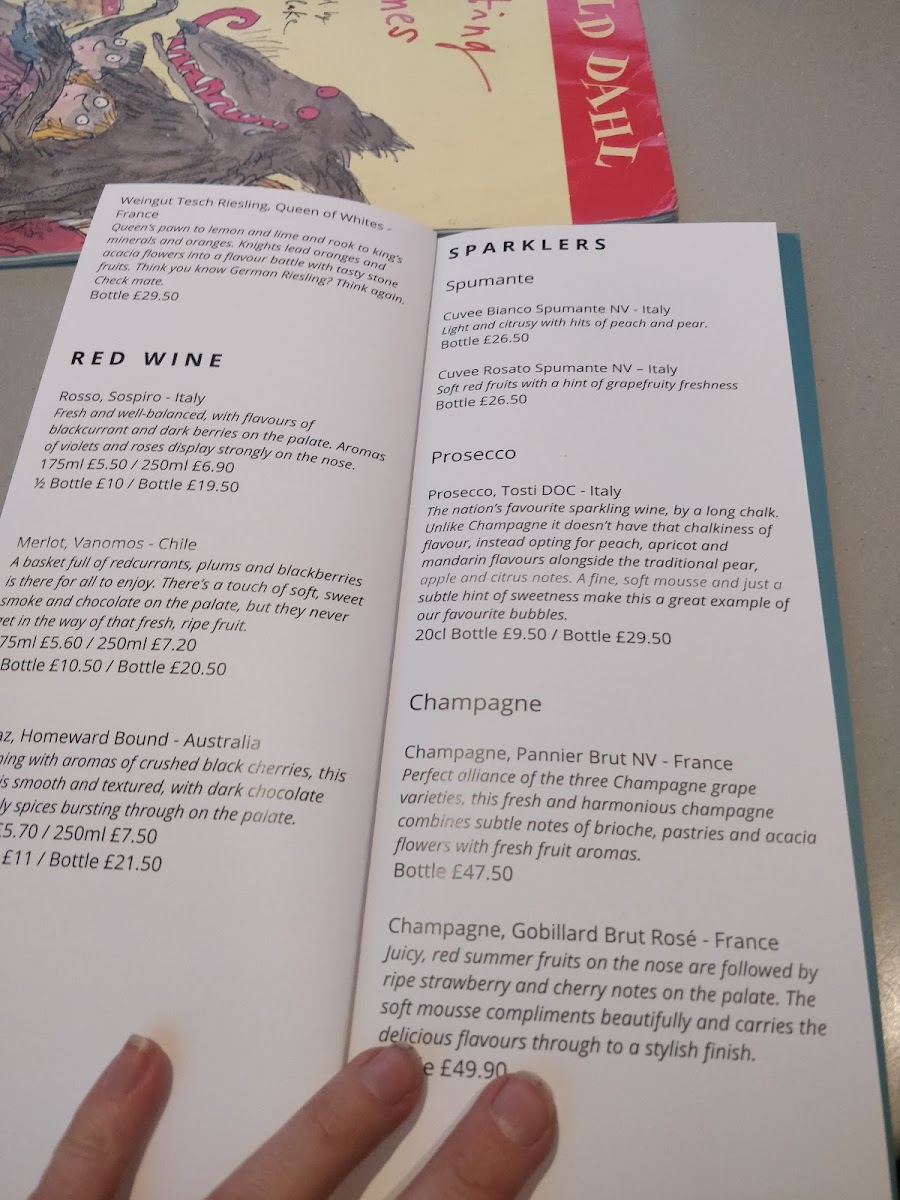 LD DAHL
Weingut Tesch Riesling, Queen of Whites -
France
Queen's pawn to lemon and lime and rook to king's
minerals and oranges. Knights lead oranges and
acacia flowers into a flavour battle with tasty stone
fruits. Think you know German Riesling? Think again.
Check mate.
Bottle £29.50
RED WINE
Rosso, Sospiro - Italy
Fresh and well-balanced, with flavours of
blackcurrant and dark berries on the palate. Aromas
of violets and roses display strongly on the nose.
175ml £5.50 / 250ml £6.90
½ Bottle £10 / Bottle £19.50
Merlot, Vanomos - Chile
A basket full of redcurrants, plums and blackberries
is there for all to enjoy. There's a touch of soft, sweet
smoke and chocolate on the palate, but they never
et in the way of that fresh, ripe fruit.
75ml £5.60 / 250ml £7.20
Bottle £10.50 / Bottle £20.50
az, Homeward Bound - Australia
ing with aromas of crushed black cherries, this
is smooth and textured, with dark chocolate
ly spices bursting through on the palate.
£5.70 / 250ml £7.50
£11 / Bottle £21.50
SPARKLERS
Spumante
Cuvee Bianco Spumante NV - Italy
Light and citrusy with hits of peach and pear.
Bottle £26.50
Cuvee Rosato Spumante NV – Italy
Soft red fruits with a hint of grapefruity freshness
Bottle £26.50
Prosecco
Prosecco, Tosti DOC - Italy
The nation's favourite sparkling wine, by a long chalk.
Unlike Champagne it doesn't have that chalkiness of
flavour, instead opting for peach, apricot and
mandarin flavours alongside the traditional pear,
apple and citrus notes. A fine, soft mousse and just a
subtle hint of sweetness make this a great example of
our favourite bubbles.
20cl Bottle £9.50 / Bottle £29.50
Champagne
Champagne, Pannier Brut NV - France
Perfect alliance of the three Champagne grape
varieties, this fresh and harmonious champagne
combines subtle notes of brioche, pastries and acacia
flowers with fresh fruit aromas.
Bottle £47.50
Champagne, Gobillard Brut Rosé - France
Juicy, red summer fruits on the nose are followed by
ripe strawberry and cherry notes on the palate. The
soft mousse compliments beautifully and carries the
delicious flavours through to a stylish finish.
e £49.90